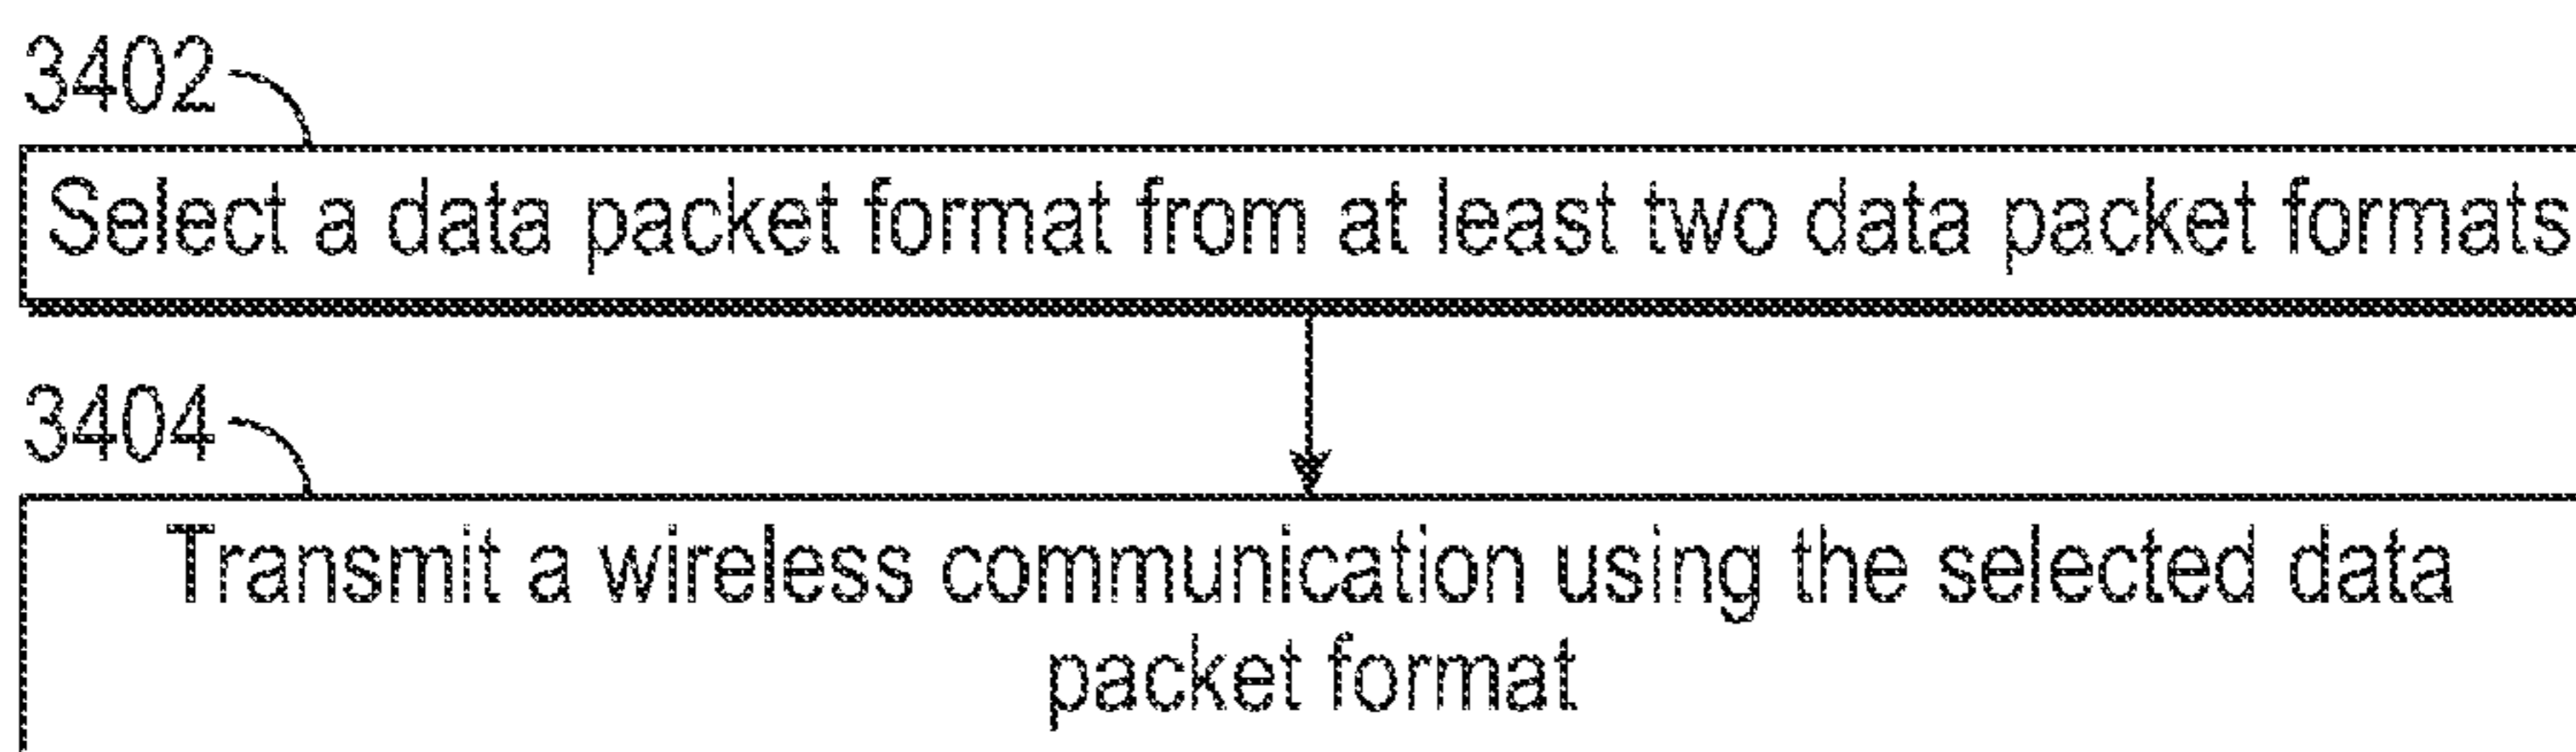 3402
Select a data packet format from at least two data packet formats
3404
Transmit a wireless communication using the selected data
packet format